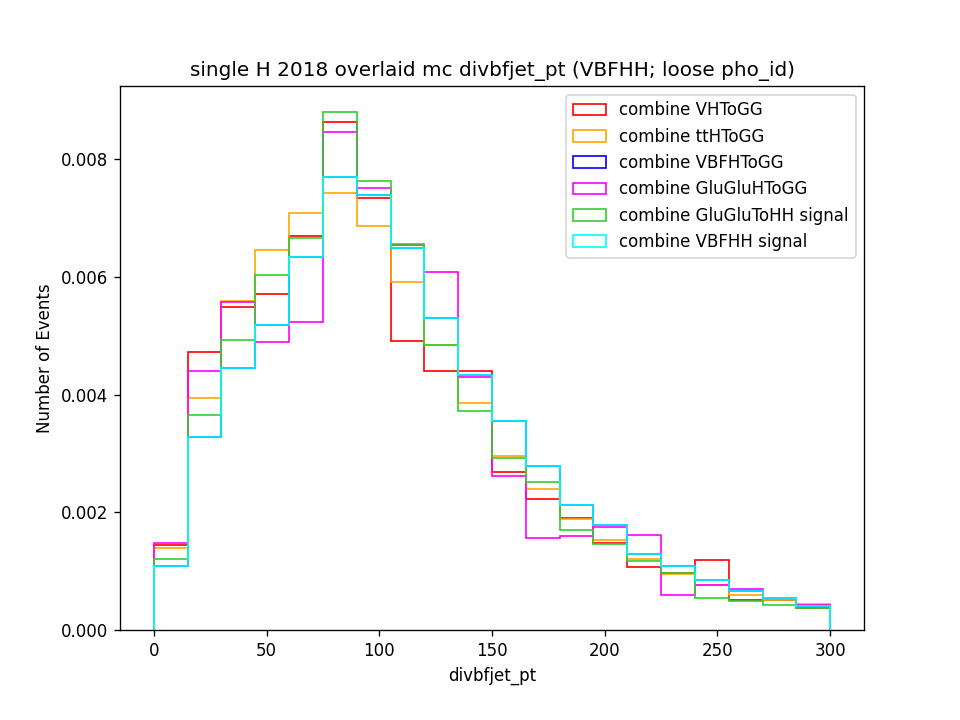 single H 2018 overlaid mc divbfjet_pt (VBFHH; loose pho_id)
combine VHToGG
combine ttHToGG
combine VBFHToGG
combine GluGluHToGG
combine GluGluToHH signal
combine VBFHH signal
Number of Events
0.008
0.006
0.004
0.002
0.000
0 50 100 150 200 250 300
divbfjet_pt